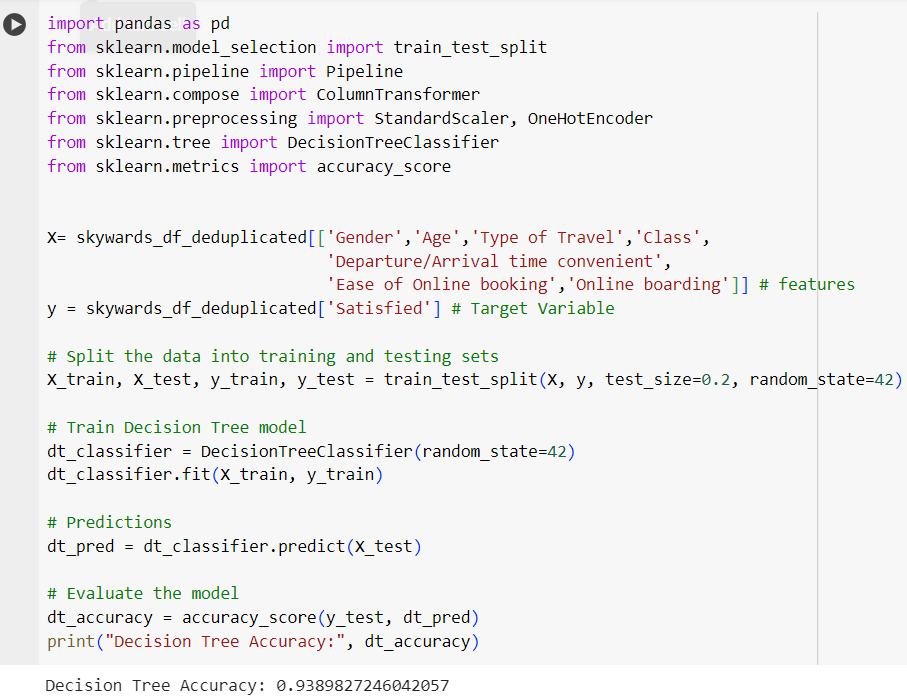 import pandas as pd
from sklearn.model_selection import train_test_split
from sklearn.pipeline import Pipeline
from sklearn.compose import ColumnTransformer
from sklearn.preprocessing import StandardScaler, OneHotEncoder
from sklearn.tree import DecisionTreeClassifier
from sklearn.metrics import accuracy_score
X= skywards_df_deduplicated[['Gender','Age','Type of Travel','Class',
'Departure/Arrival time convenient',
'Ease of Online booking','Online boarding']] # features
y = skywards_df_deduplicated['Satisfied'] # Target Variable
# Split the data into training and testing sets
X_train, X_test, y_train, y_test = train_test_split(X, y, test_size=0.2, random_state=42)
# Train Decision Tree model
dt_classifier = DecisionTreeClassifier(random_state=42)
dt_classifier.fit(X_train, y_train)
# Predictions
dt_pred = dt_classifier.predict(X_test)
# Evaluate the model
dt_accuracy = accuracy_score(y_test, dt_pred)
print("Decision Tree Accuracy:", dt_accuracy)
Decision Tree Accuracy: 0.9389827246042057